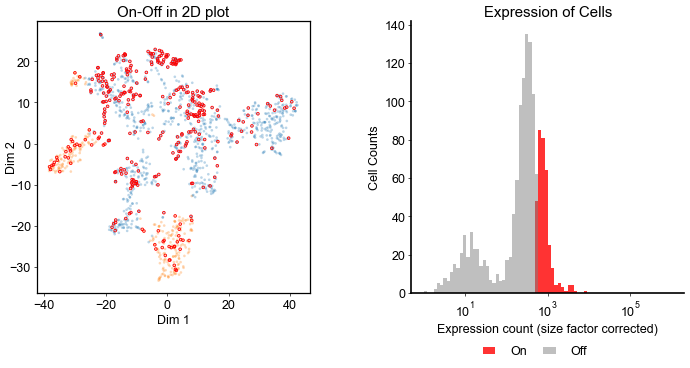 On-Off in 2D plot
Dim 2
20
10
0
−10
−20
−30
−40
−20
0
20
40
Dim 1
Expression of Cells
Cell Counts
140
120
100
80
60
40
20
0
10^1
10^3
10^5
Expression count (size factor corrected)
On
Off